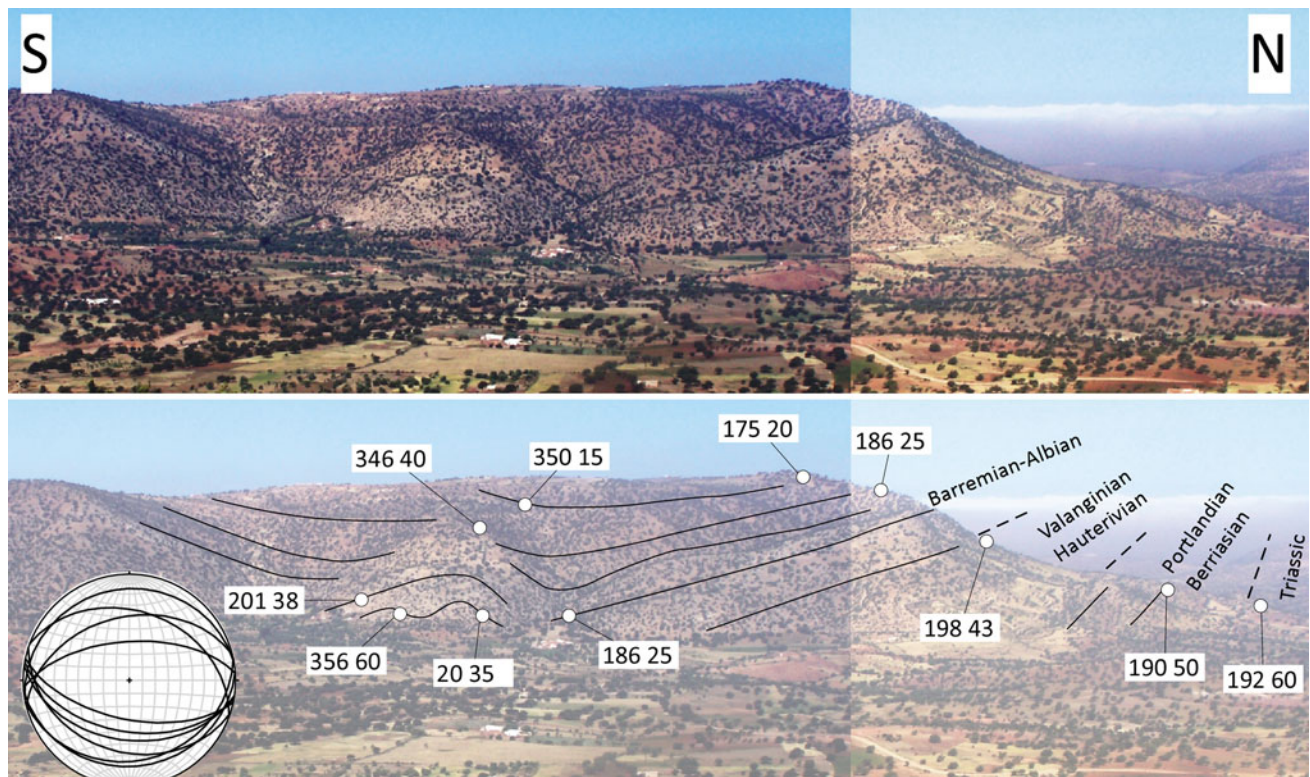 S
N
175 20
186 25
346 40
350 15
Barremian-Albian
Valanginian
Hauterivian
Portlandian
Berriasian
Triassic
201 38
356 60
20 35
186 25
198 43
190 50
192 60